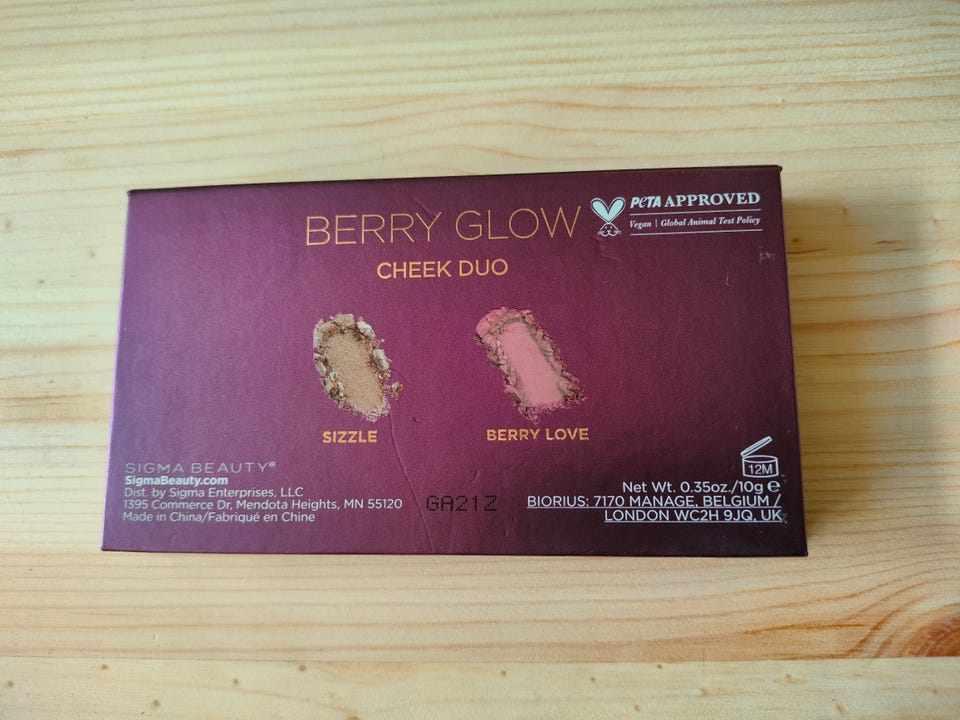 BERRY GLOW
CHEEK DUO
PETA APPROVED
Vegan | Global Animal Test Policy
SIZZLE
BERRY LOVE
SIGMA BEAUTY®
SigmaBeauty.com
Dist. by Sigma Enterprises, LLC
1395 Commerce Dr, Mendota Heights, MN 55120
Made in China/Fabriqué en Chine
GA21Z
12M
Net Wt. 0.35oz./10g ℮
BIORIUS: 7170 MANAGE, BELGIUM /
LONDON WC2H 9JQ, UK